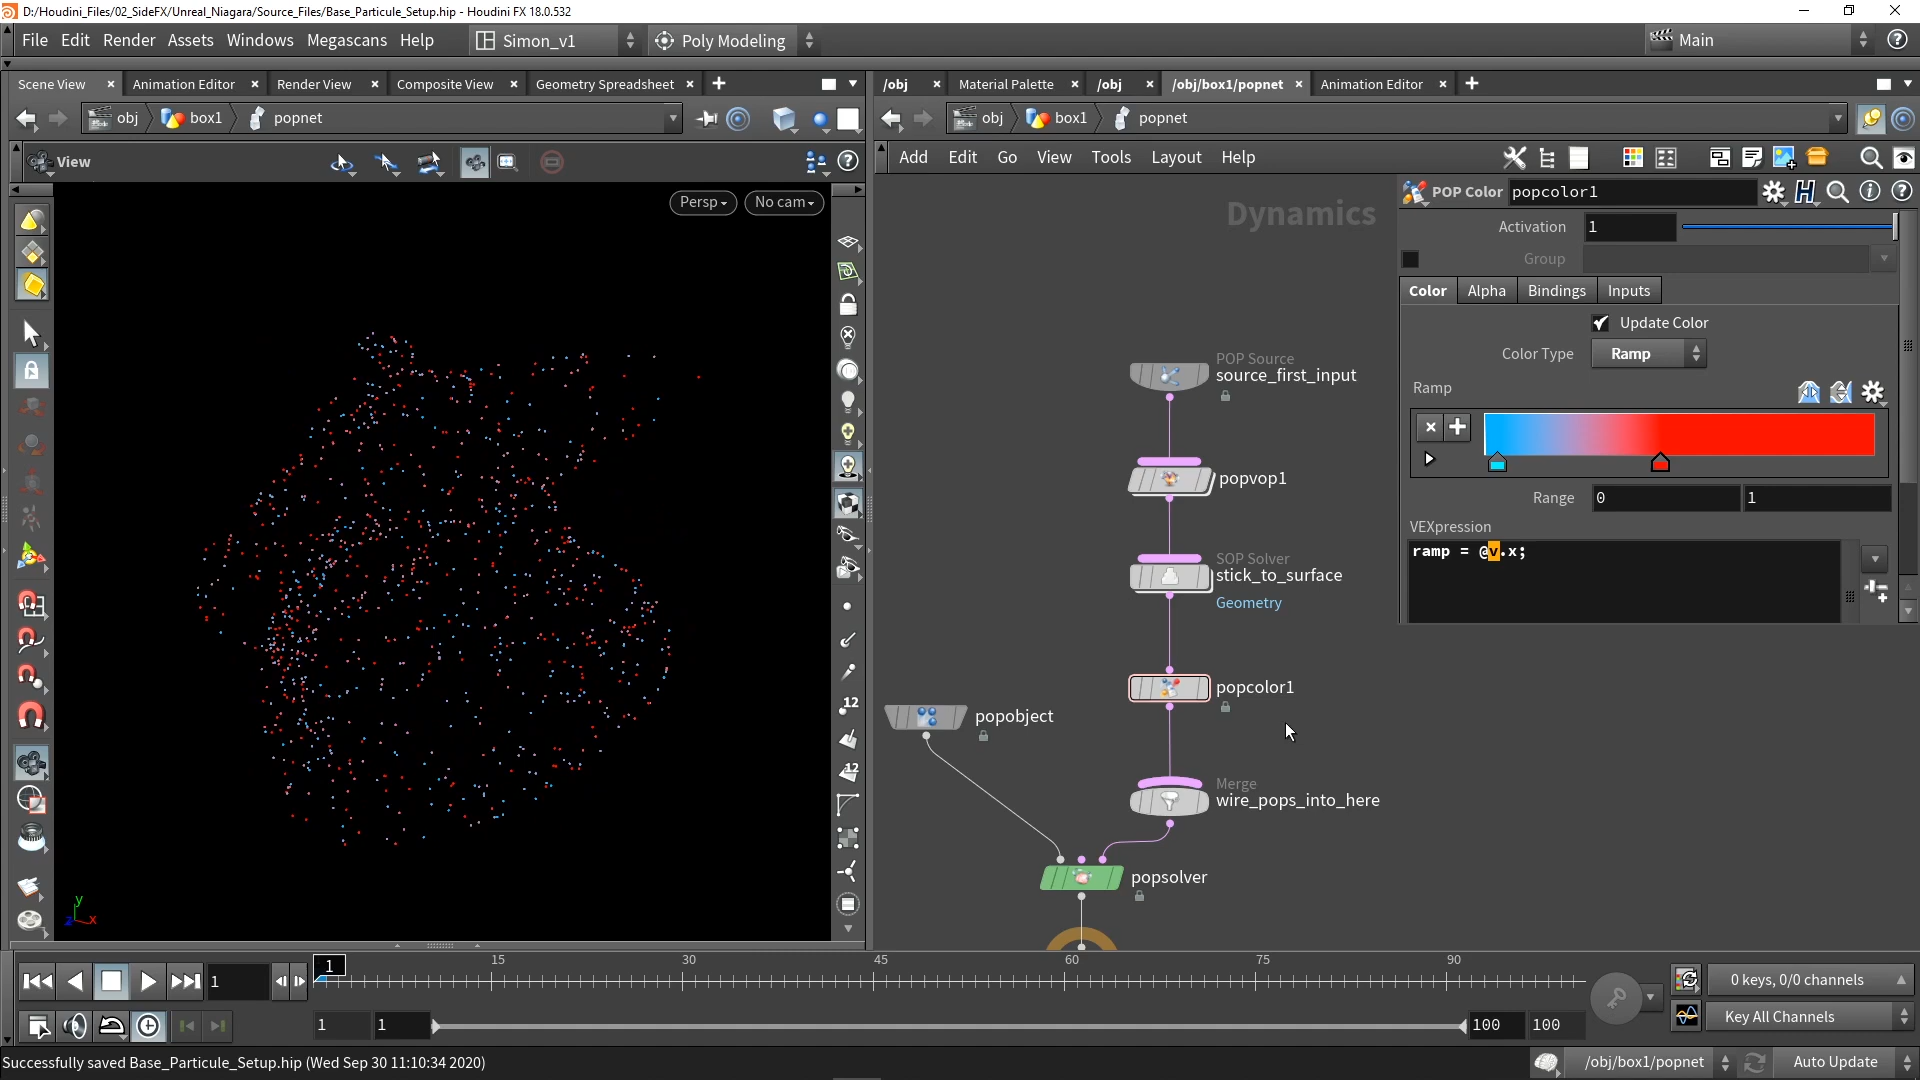 D:/Houdini_Files/02_SideFX/Unreal_Niagara/Source_Files/Base_Particule_Setup.hip - Houdini FX 18.0.532
File Edit Render Assets Windows Megascans Help Simon_v1 Poly Modeling Main
Scene View Animation Editor Render View Composite View Geometry Spreadsheet
/obj Material Palette /obj /obj/box1/popnet Animation Editor
obj box1 popnet
obj box1 popnet
View
Add Edit Go View Tools Layout Help
Persp No cam
Dynamics
POP Color popcolor1
Activation 1
Group
Color Alpha Bindings Inputs
Update Color
Color Type Ramp
Ramp
Range 0 1
VEXpression
ramp = @v.x;
POP Source
source_first_input
popvop1
SOP Solver
stick_to_surface
Geometry
popcolor1
popobject
Merge
wire_pops_into_here
popsolver
12
12
y
z x
1 1 15 30 45 60 75 90
0 keys, 0/0 channels
1 1 100 100
Key All Channels
Successfully saved Base_Particule_Setup.hip (Wed Sep 30 11:10:34 2020)
/obj/box1/popnet Auto Update